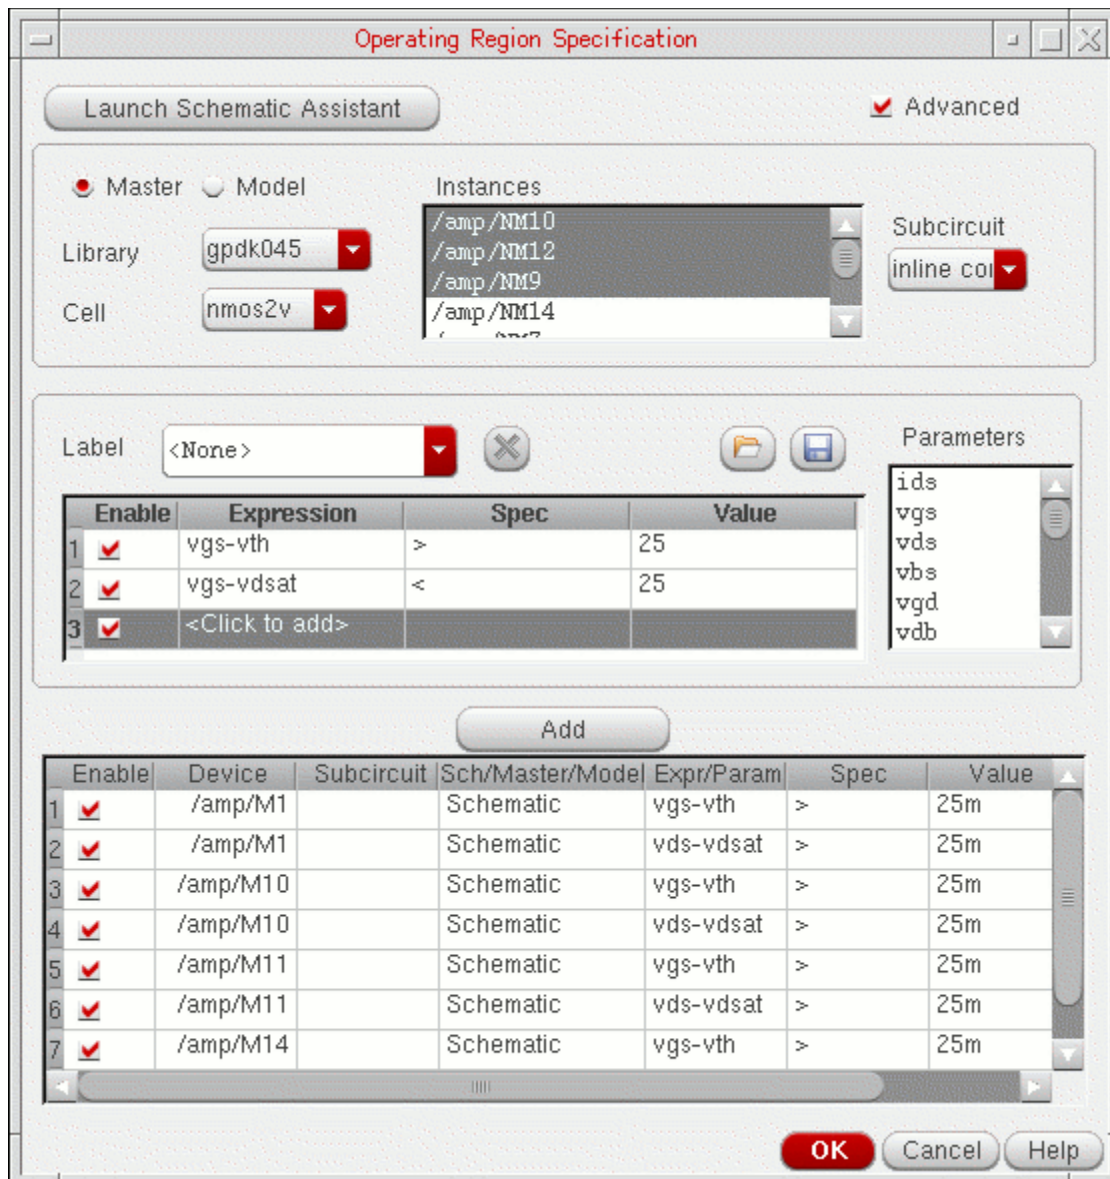 Operating Region Specification
Launch Schematic Assistant
Advanced
Master Model
Instances
/amp/NM10
/amp/NM12
/amp/NM9
/amp/NM14
Library gpdk045
Cell nmos2v
Subcircuit
inline
Label <None>
Parameters
ids
vgs
vds
vbs
vgd
vdb
Enable Expression Spec Value
1 vgs-vth > 25
2 vgs-vdsat < 25
3 <Click to add>
Add
Enable Device Subcircuit Sch/Master/Model Expr/Param Spec Value
1 /amp/M1 Schematic vgs-vth > 25m
2 /amp/M1 Schematic vds-vdsat > 25m
3 /amp/M10 Schematic vgs-vth > 25m
4 /amp/M10 Schematic vds-vdsat > 25m
5 /amp/M11 Schematic vgs-vth > 25m
6 /amp/M11 Schematic vds-vdsat > 25m
7 /amp/M14 Schematic vgs-vth > 25m
OK Cancel Help